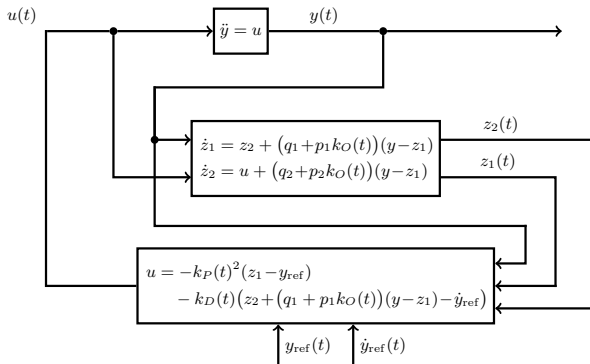 u(t)
ÿ = u
y(t)
ż₁ = z₂ + (q₁+p₁k_O(t))(y−z₁)
ż₂ = u + (q₂+p₂k_O(t))(y−z₁)
z₂(t)
z₁(t)
u = −k_P(t)²(z₁−y_ref)
− k_D(t)(z₂+(q₁ + p₁k_O(t))(y−z₁)−ẏ_ref)
y_ref(t)
ẏ_ref(t)